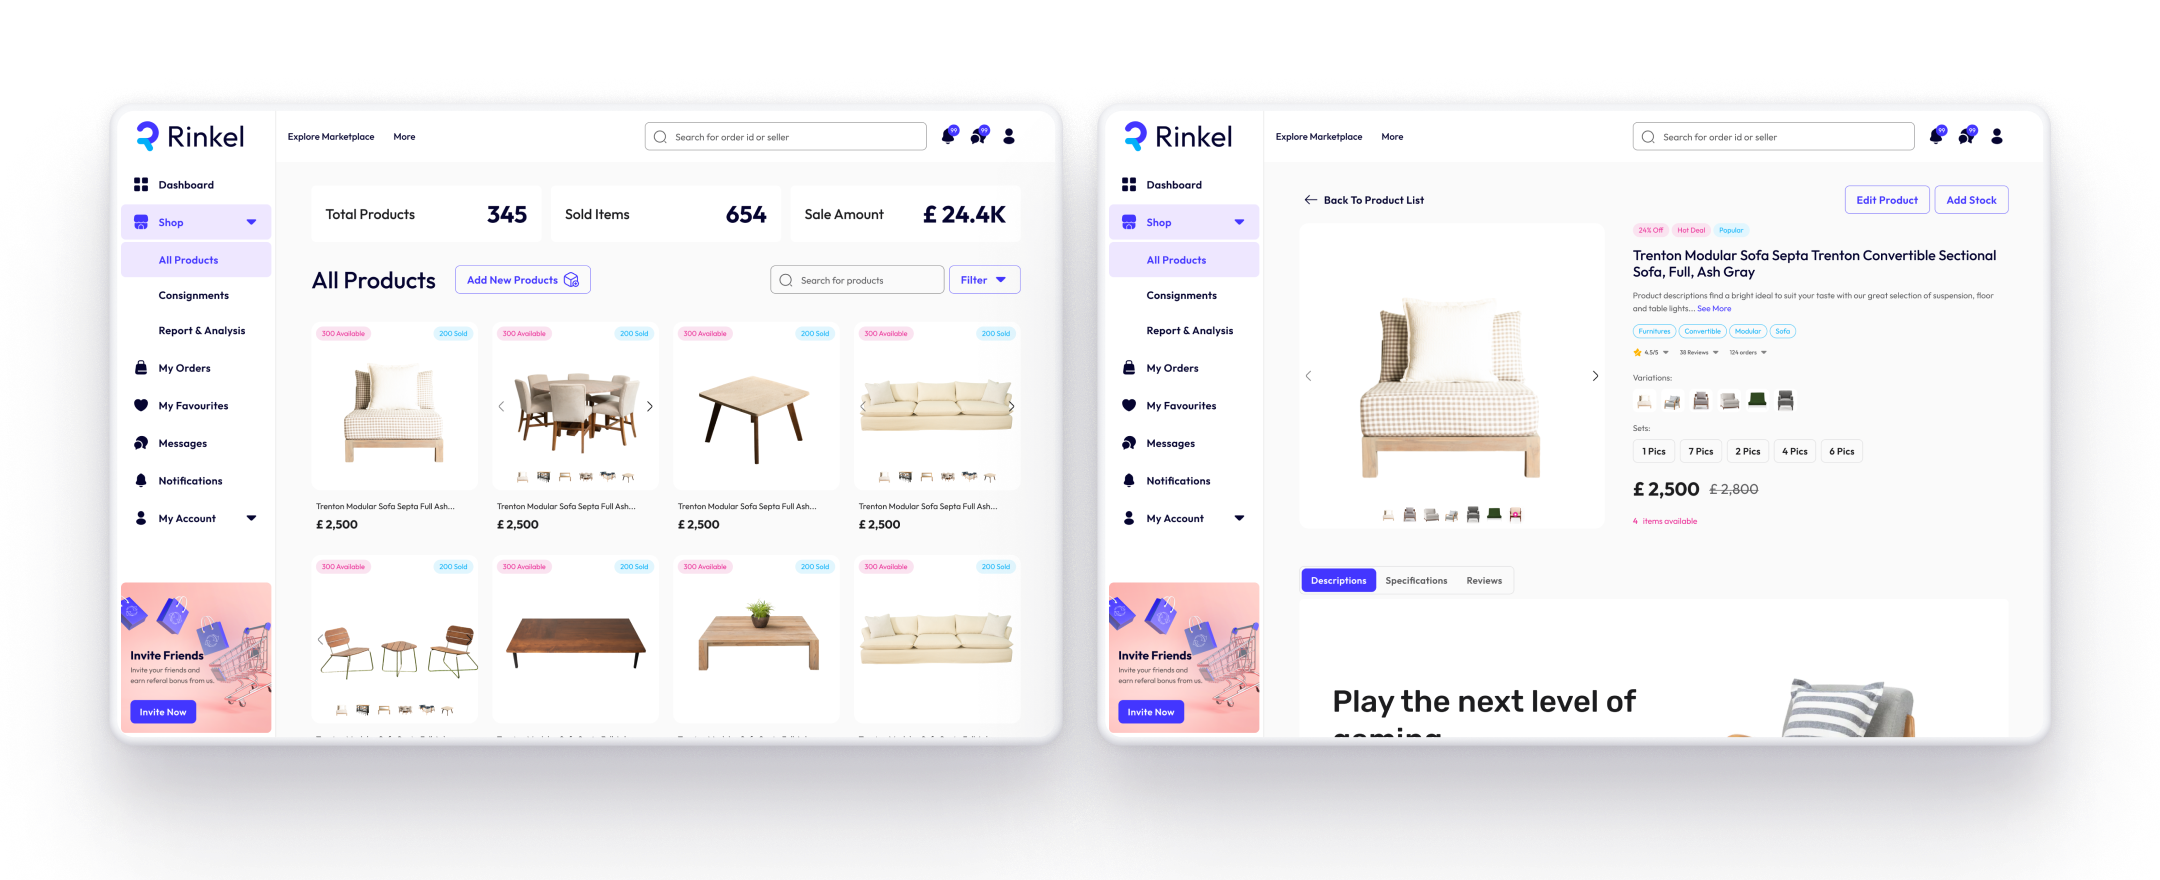 Rinkel
Explore Marketplace
More
Search for order id or seller
99
99
Dashboard
Shop
All Products
Consignments
Report & Analysis
My Orders
My Favourites
Messages
Notifications
My Account
Invite Friends
Invite your friends and
earn referal bonus from us.
Invite Now
Total Products
345
Sold Items
654
Sale Amount
£ 24.4K
All Products
Add New Products
Search for products
Filter
300 Available
200 Sold
300 Available
200 Sold
300 Available
200 Sold
300 Available
200 Sold
Trenton Modular Sofa Septa Full Ash...
Trenton Modular Sofa Septa Full Ash...
Trenton Modular Sofa Septa Full Ash...
Trenton Modular Sofa Septa Full Ash...
£ 2,500
£ 2,500
£ 2,500
£ 2,500
300 Available
200 Sold
300 Available
200 Sold
300 Available
200 Sold
300 Available
200 Sold
Rinkel
Explore Marketplace
More
Search for order id or seller
99
99
Dashboard
Shop
All Products
Consignments
Report & Analysis
My Orders
My Favourites
Messages
Notifications
My Account
Invite Friends
Invite your friends and
earn referal bonus from us.
Invite Now
Back To Product List
Edit Product
Add Stock
24% Off
Hot Deal
Popular
Trenton Modular Sofa Septa Trenton Convertible Sectional
Sofa, Full, Ash Gray
Product descriptions find a bright ideal to suit your taste with our great selection of suspension, floor
and table lights... See More
Furnitures
Convertible
Modular
Sofa
4.5/5
38 Reviews
124 orders
Variations:
Sets:
1 Pics
7 Pics
2 Pics
4 Pics
6 Pics
£ 2,500
£ 2,800
4 items available
Descriptions
Specifications
Reviews
Play the next level of
gaming